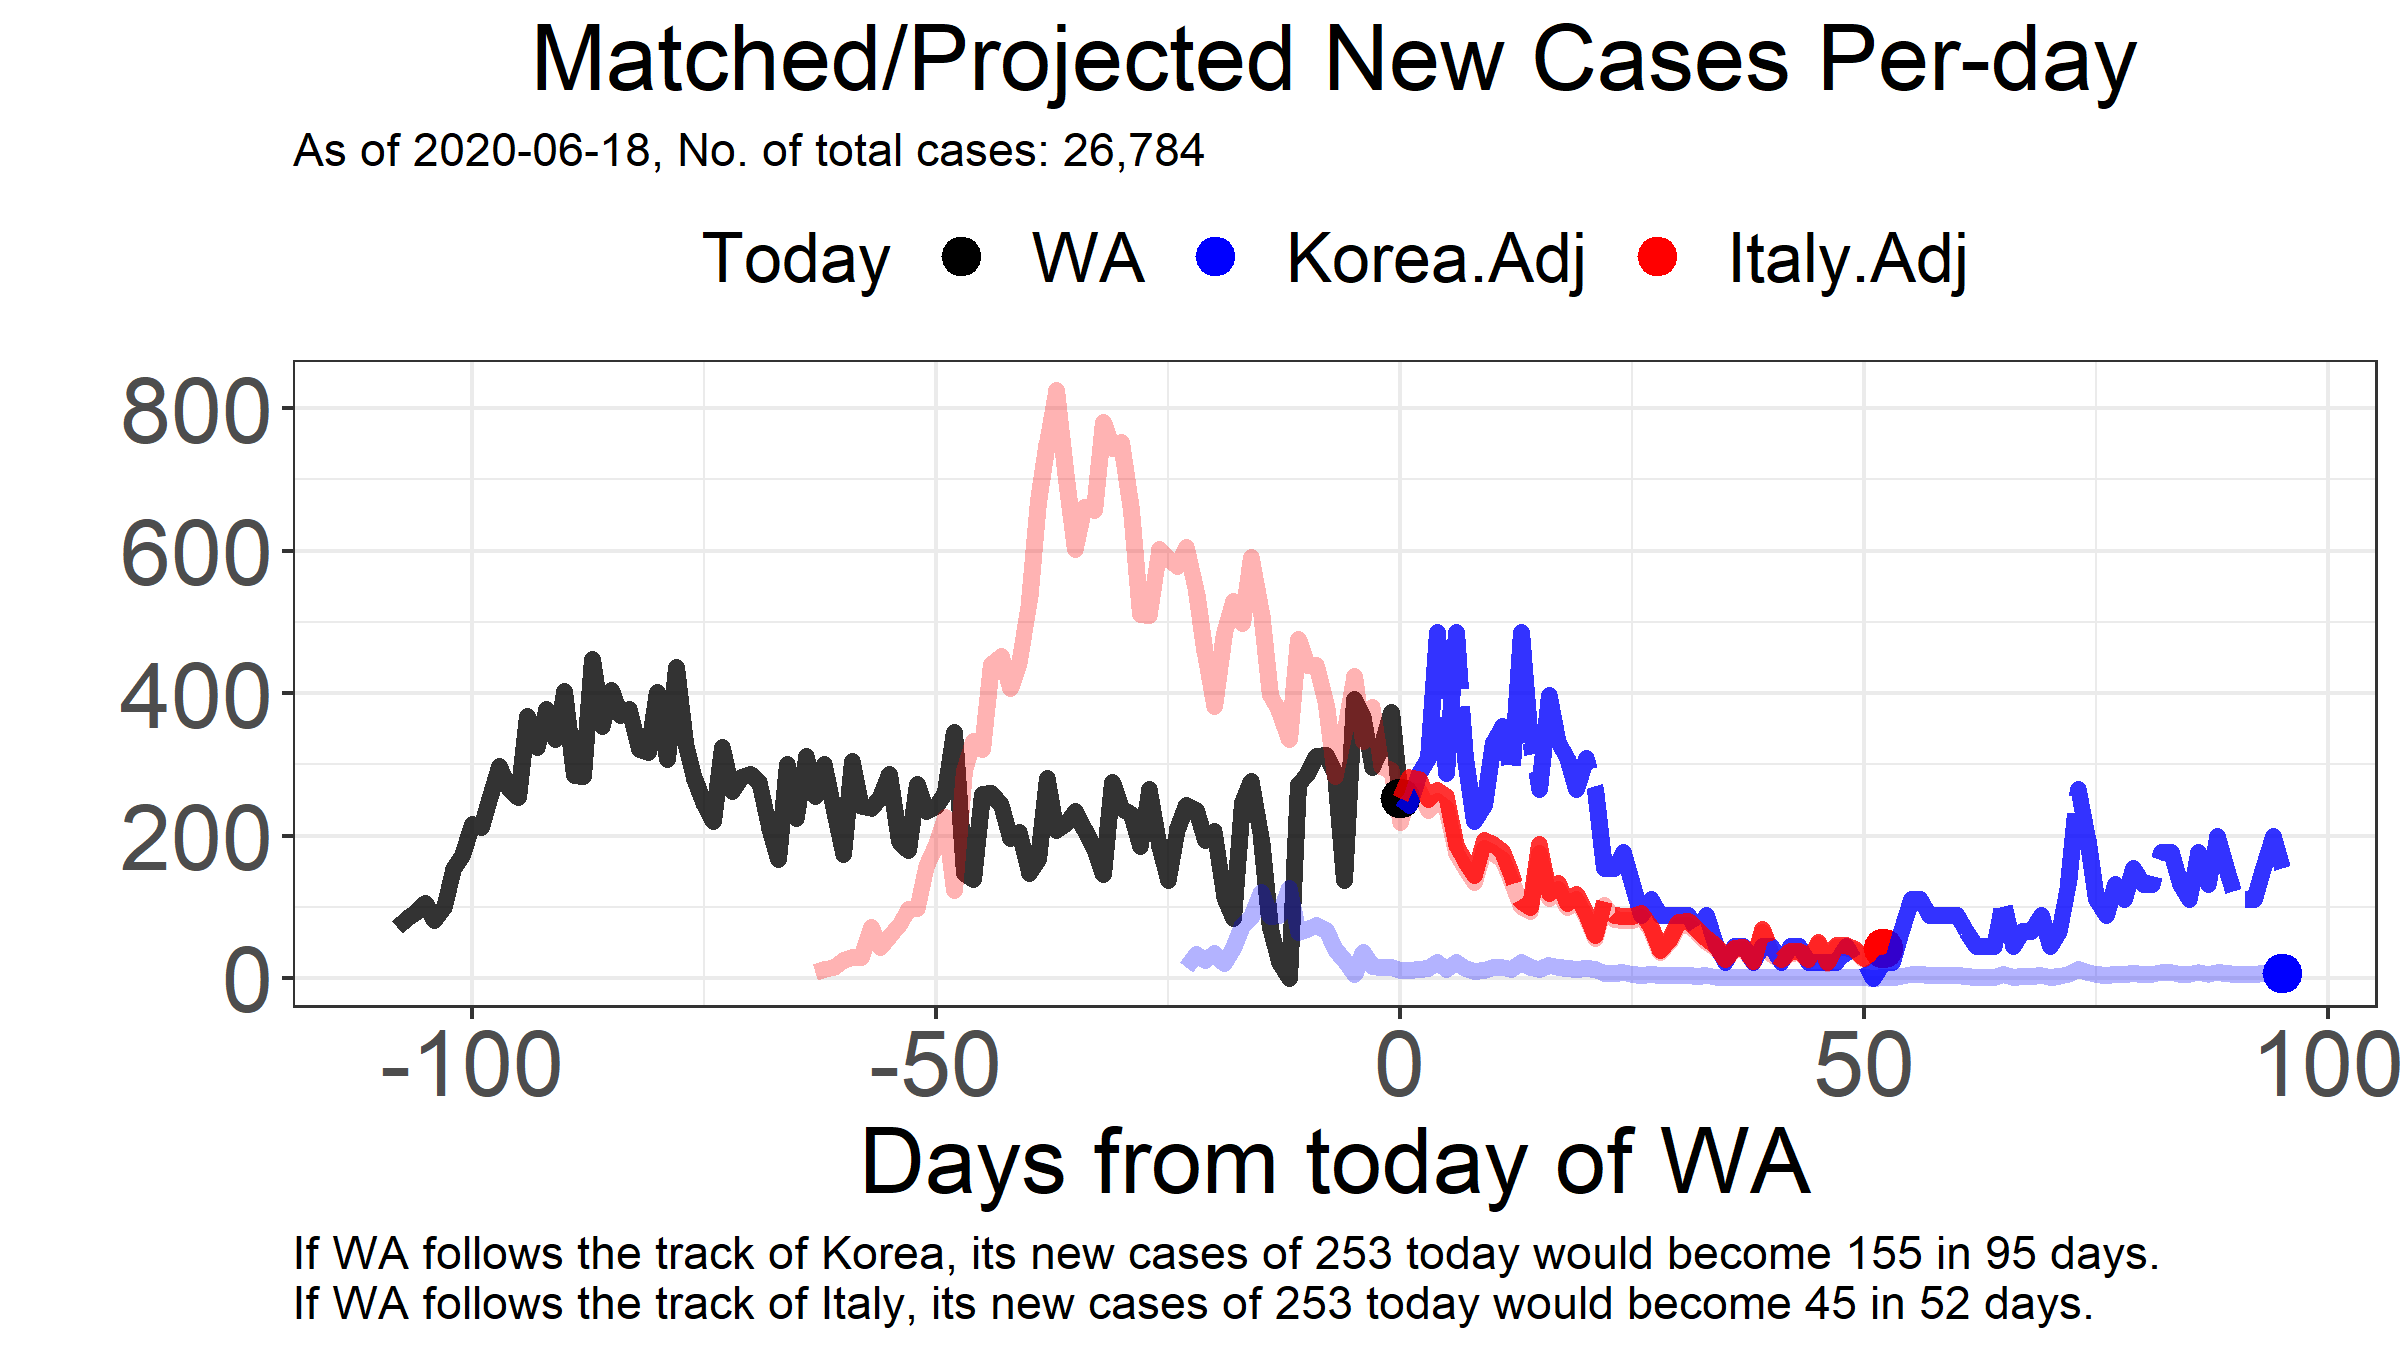 Matched/Projected New Cases Per-day
As of 2020-06-18, No. of total cases: 26,784
Today WA Korea.Adj Italy.Adj
800
600
400
200
0
-100 -50 0 50 100
Days from today of WA
If WA follows the track of Korea, its new cases of 253 today would become 155 in 95 days.
If WA follows the track of Italy, its new cases of 253 today would become 45 in 52 days.